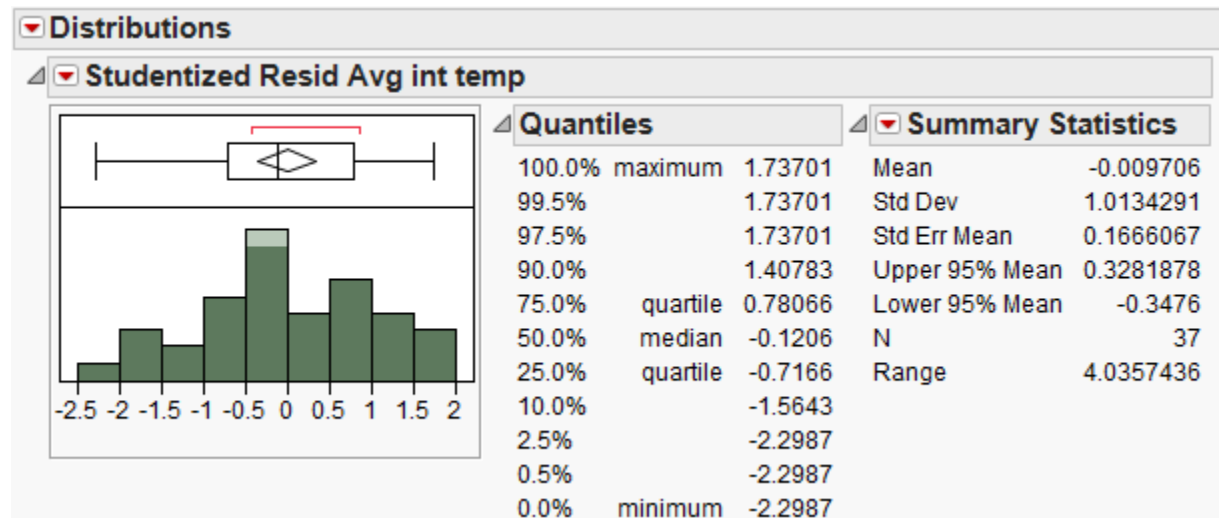 Distributions
Studentized Resid Avg int temp
-2.5 -2 -1.5 -1 -0.5 0 0.5 1 1.5 2
Quantiles
100.0% maximum 1.73701
99.5% 1.73701
97.5% 1.73701
90.0% 1.40783
75.0% quartile 0.78066
50.0% median -0.1206
25.0% quartile -0.7166
10.0% -1.5643
2.5% -2.2987
0.5% -2.2987
0.0% minimum -2.2987
Summary Statistics
Mean -0.009706
Std Dev 1.0134291
Std Err Mean 0.1666067
Upper 95% Mean 0.3281878
Lower 95% Mean -0.3476
N 37
Range 4.0357436